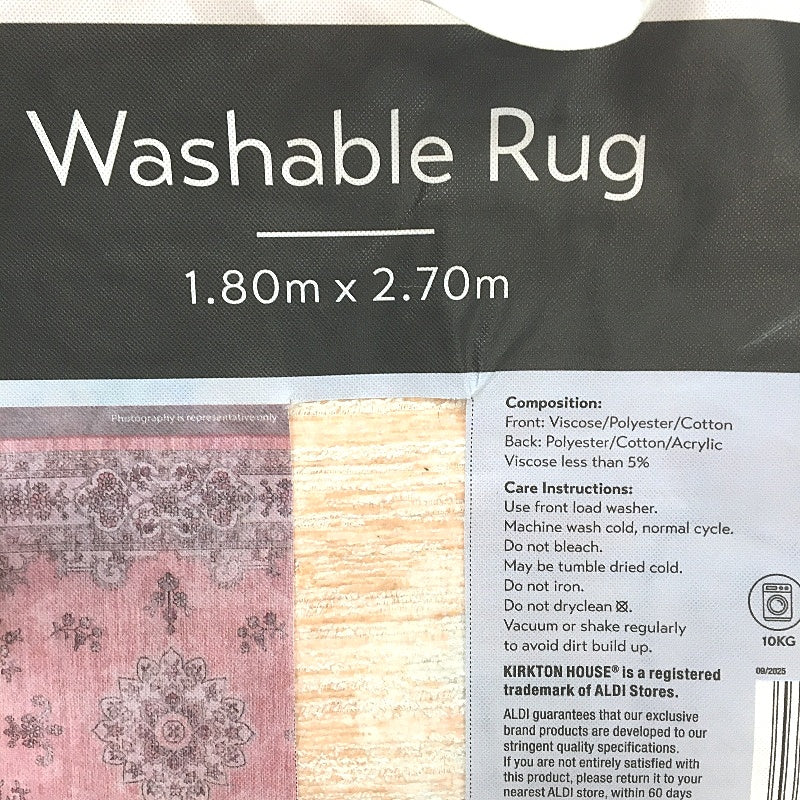 Washable Rug
1.80m x 2.70m
Photography is representative only
Composition:
Front: Viscose/Polyester/Cotton
Back: Polyester/Cotton/Acrylic
Viscose less than 5%
Care Instructions:
Use front load washer.
Machine wash cold, normal cycle.
Do not bleach.
May be tumble dried cold.
Do not iron.
Do not dryclean.
Vacuum or shake regularly
to avoid dirt build up.
10KG
09/2025
KIRKTON HOUSE® is a registered
trademark of ALDI Stores.
ALDI guarantees that our exclusive
brand products are developed to our
stringent quality specifications.
If you are not entirely satisfied with
this product, please return it to your
nearest ALDI store, within 60 days